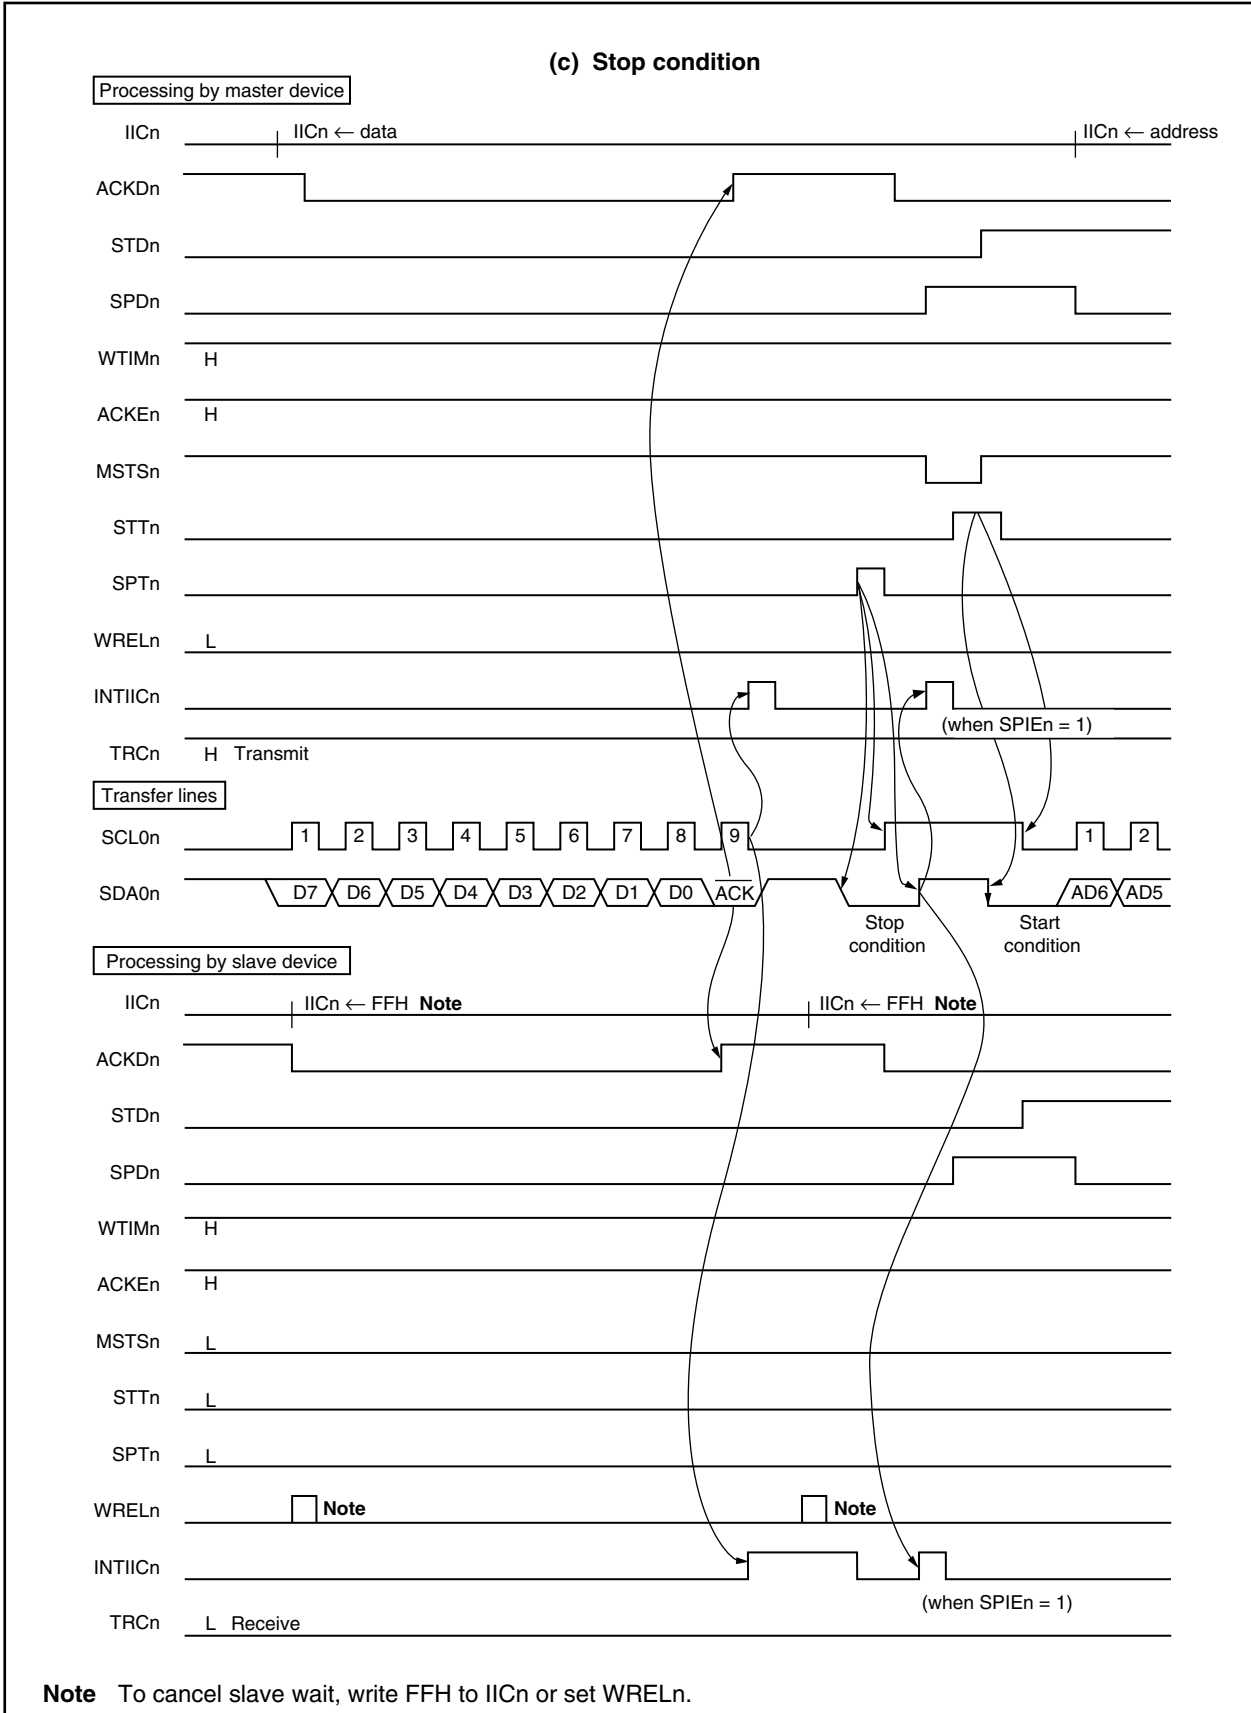 (c) Stop condition
Processing by master device
IICn IICn ← data IICn ← address
ACKDn
STDn
SPDn
WTIMn H
ACKEn H
MSTSn
STTn
SPTn
WRELn L
INTIICn
(when SPIEn = 1)
TRCn H Transmit
Transfer lines
SCL0n 1 2 3 4 5 6 7 8 9 1 2
SDA0n D7 D6 D5 D4 D3 D2 D1 D0 ACK AD6 AD5
Stop condition
Start condition
Processing by slave device
IICn IICn ← FFH Note IICn ← FFH Note
ACKDn
STDn
SPDn
WTIMn H
ACKEn H
MSTSn L
STTn L
SPTn L
WRELn Note Note
INTIICn
(when SPIEn = 1)
TRCn L Receive
Note To cancel slave wait, write FFH to IICn or set WRELn.